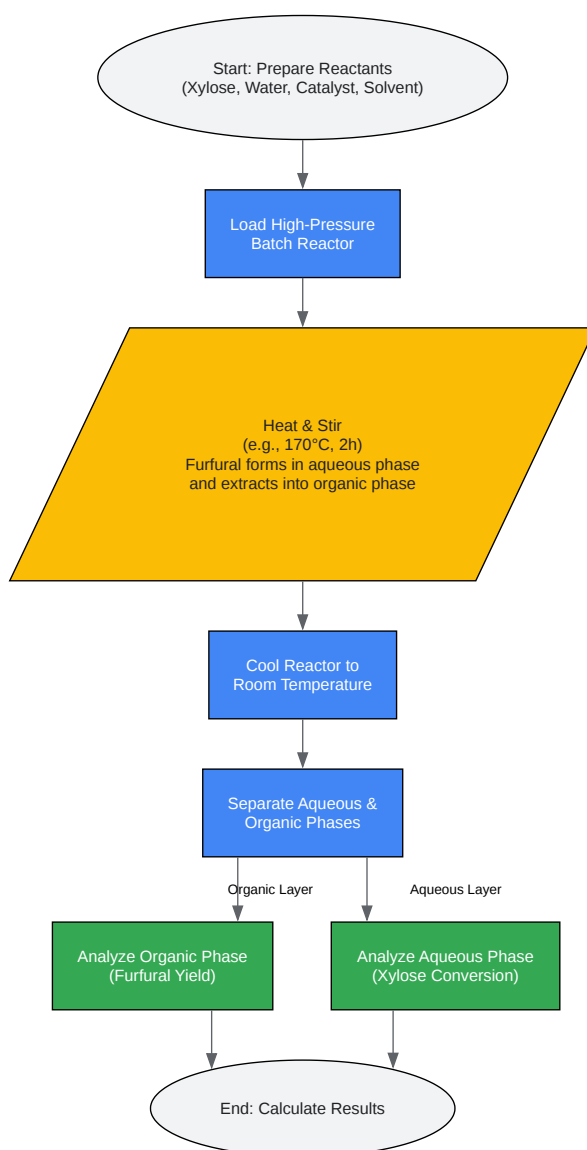 Start: Prepare Reactants
(Xylose, Water, Catalyst, Solvent)
Load High-Pressure
Batch Reactor
Heat & Stir
(e.g., 170°C, 2h)
Furfural forms in aqueous phase
and extracts into organic phase
Cool Reactor to
Room Temperature
Separate Aqueous &
Organic Phases
Organic Layer
Aqueous Layer
Analyze Organic Phase
(Furfural Yield)
Analyze Aqueous Phase
(Xylose Conversion)
End: Calculate Results